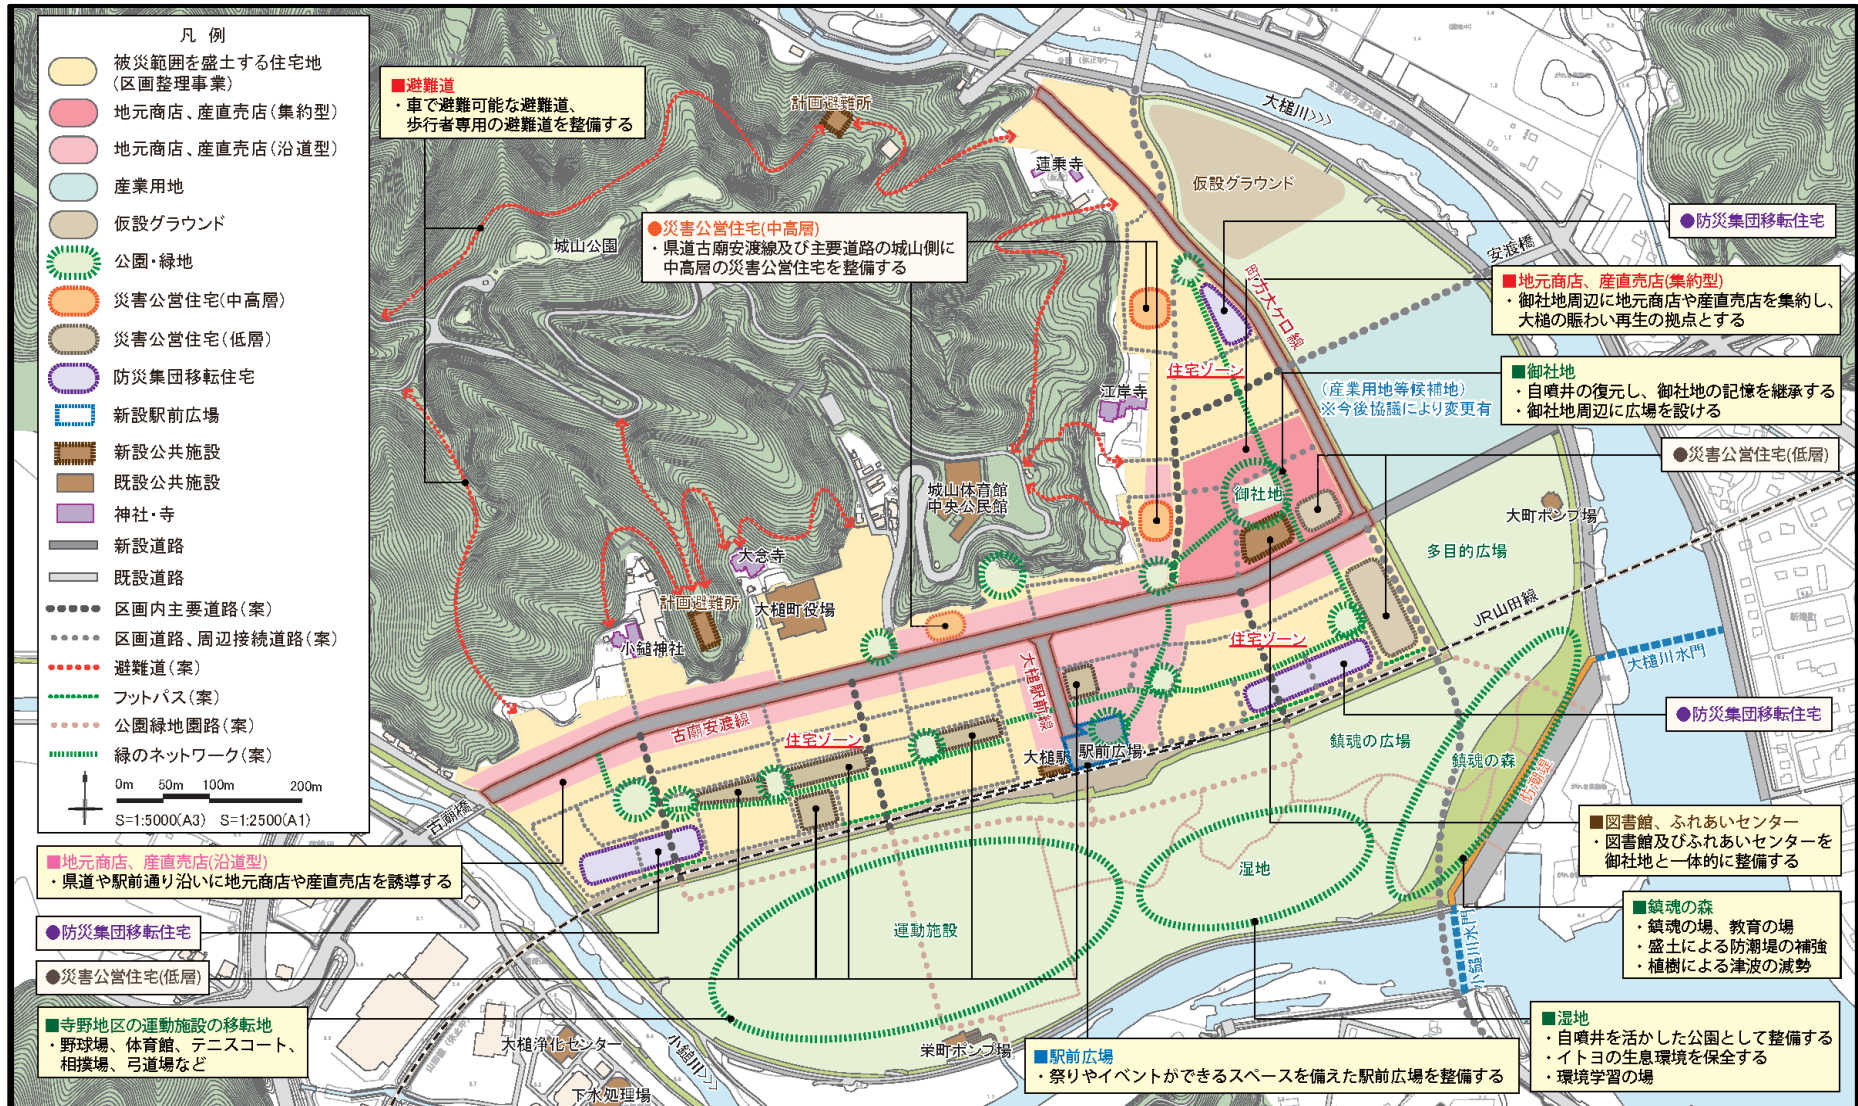 凡 例
被災範囲を盛土する住宅地
(区画整理事業)
地元商店、産直売店(集約型)
地元商店、産直売店(沿道型)
産業用地
仮設グラウンド
公園・緑地
災害公営住宅(中高層)
災害公営住宅(低層)
防災集団移転住宅
新設駅前広場
新設公共施設
既設公共施設
神社・寺
新設道路
既設道路
区画内主要道路(案)
区画道路、周辺接続道路(案)
避難道(案)
フットパス(案)
公園緑地園路(案)
緑のネットワーク(案)
0m 50m 100m 200m
S=1:5000(A3) S=1:2500(A1)
■避難道
・車で避難可能な避難道、
歩行者専用の避難道を整備する
計画避難所
大槌川>>>
蓮乗寺
仮設グラウンド
城山公園
●災害公営住宅(中高層)
・県道古廟安渡線及び主要道路の城山側に
中高層の災害公営住宅を整備する
●防災集団移転住宅
安渡橋
町方大ケ口線
■地元商店、産直売店(集約型)
・御社地周辺に地元商店や産直売店を集約し、
大槌の賑わい再生の拠点とする
住宅ゾーン
江岸寺
(産業用地等候補地)
※今後協議により変更有
■御社地
・自噴井の復元し、御社地の記憶を継承する
・御社地周辺に広場を設ける
●災害公営住宅(低層)
城山体育館
中央公民館
御社地
大町ポンプ場
多目的広場
大念寺
計画避難所
大槌町役場
小鎚神社
JR山田線
住宅ゾーン
大槌川水門
大槌駅前線
古廟安渡線
住宅ゾーン
●防災集団移転住宅
大槌駅
駅前広場
鎮魂の広場
鎮魂の森
防潮堤
古廟橋
■地元商店、産直売店(沿道型)
・県道や駅前通り沿いに地元商店や産直売店を誘導する
■図書館、ふれあいセンター
・図書館及びふれあいセンターを
御社地と一体的に整備する
湿地
運動施設
●防災集団移転住宅
■鎮魂の森
・鎮魂の場、教育の場
・盛土による防潮堤の補強
・植樹による津波の減勢
小鎚川水門
●災害公営住宅(低層)
■寺野地区の運動施設の移転地
・野球場、体育館、テニスコート、
相撲場、弓道場など
大槌浄化センター
小鎚川>>>
栄町ポンプ場
下水処理場
■駅前広場
・祭りやイベントができるスペースを備えた駅前広場を整備する
■湿地
・自噴井を活かした公園として整備する
・イトヨの生息環境を保全する
・環境学習の場